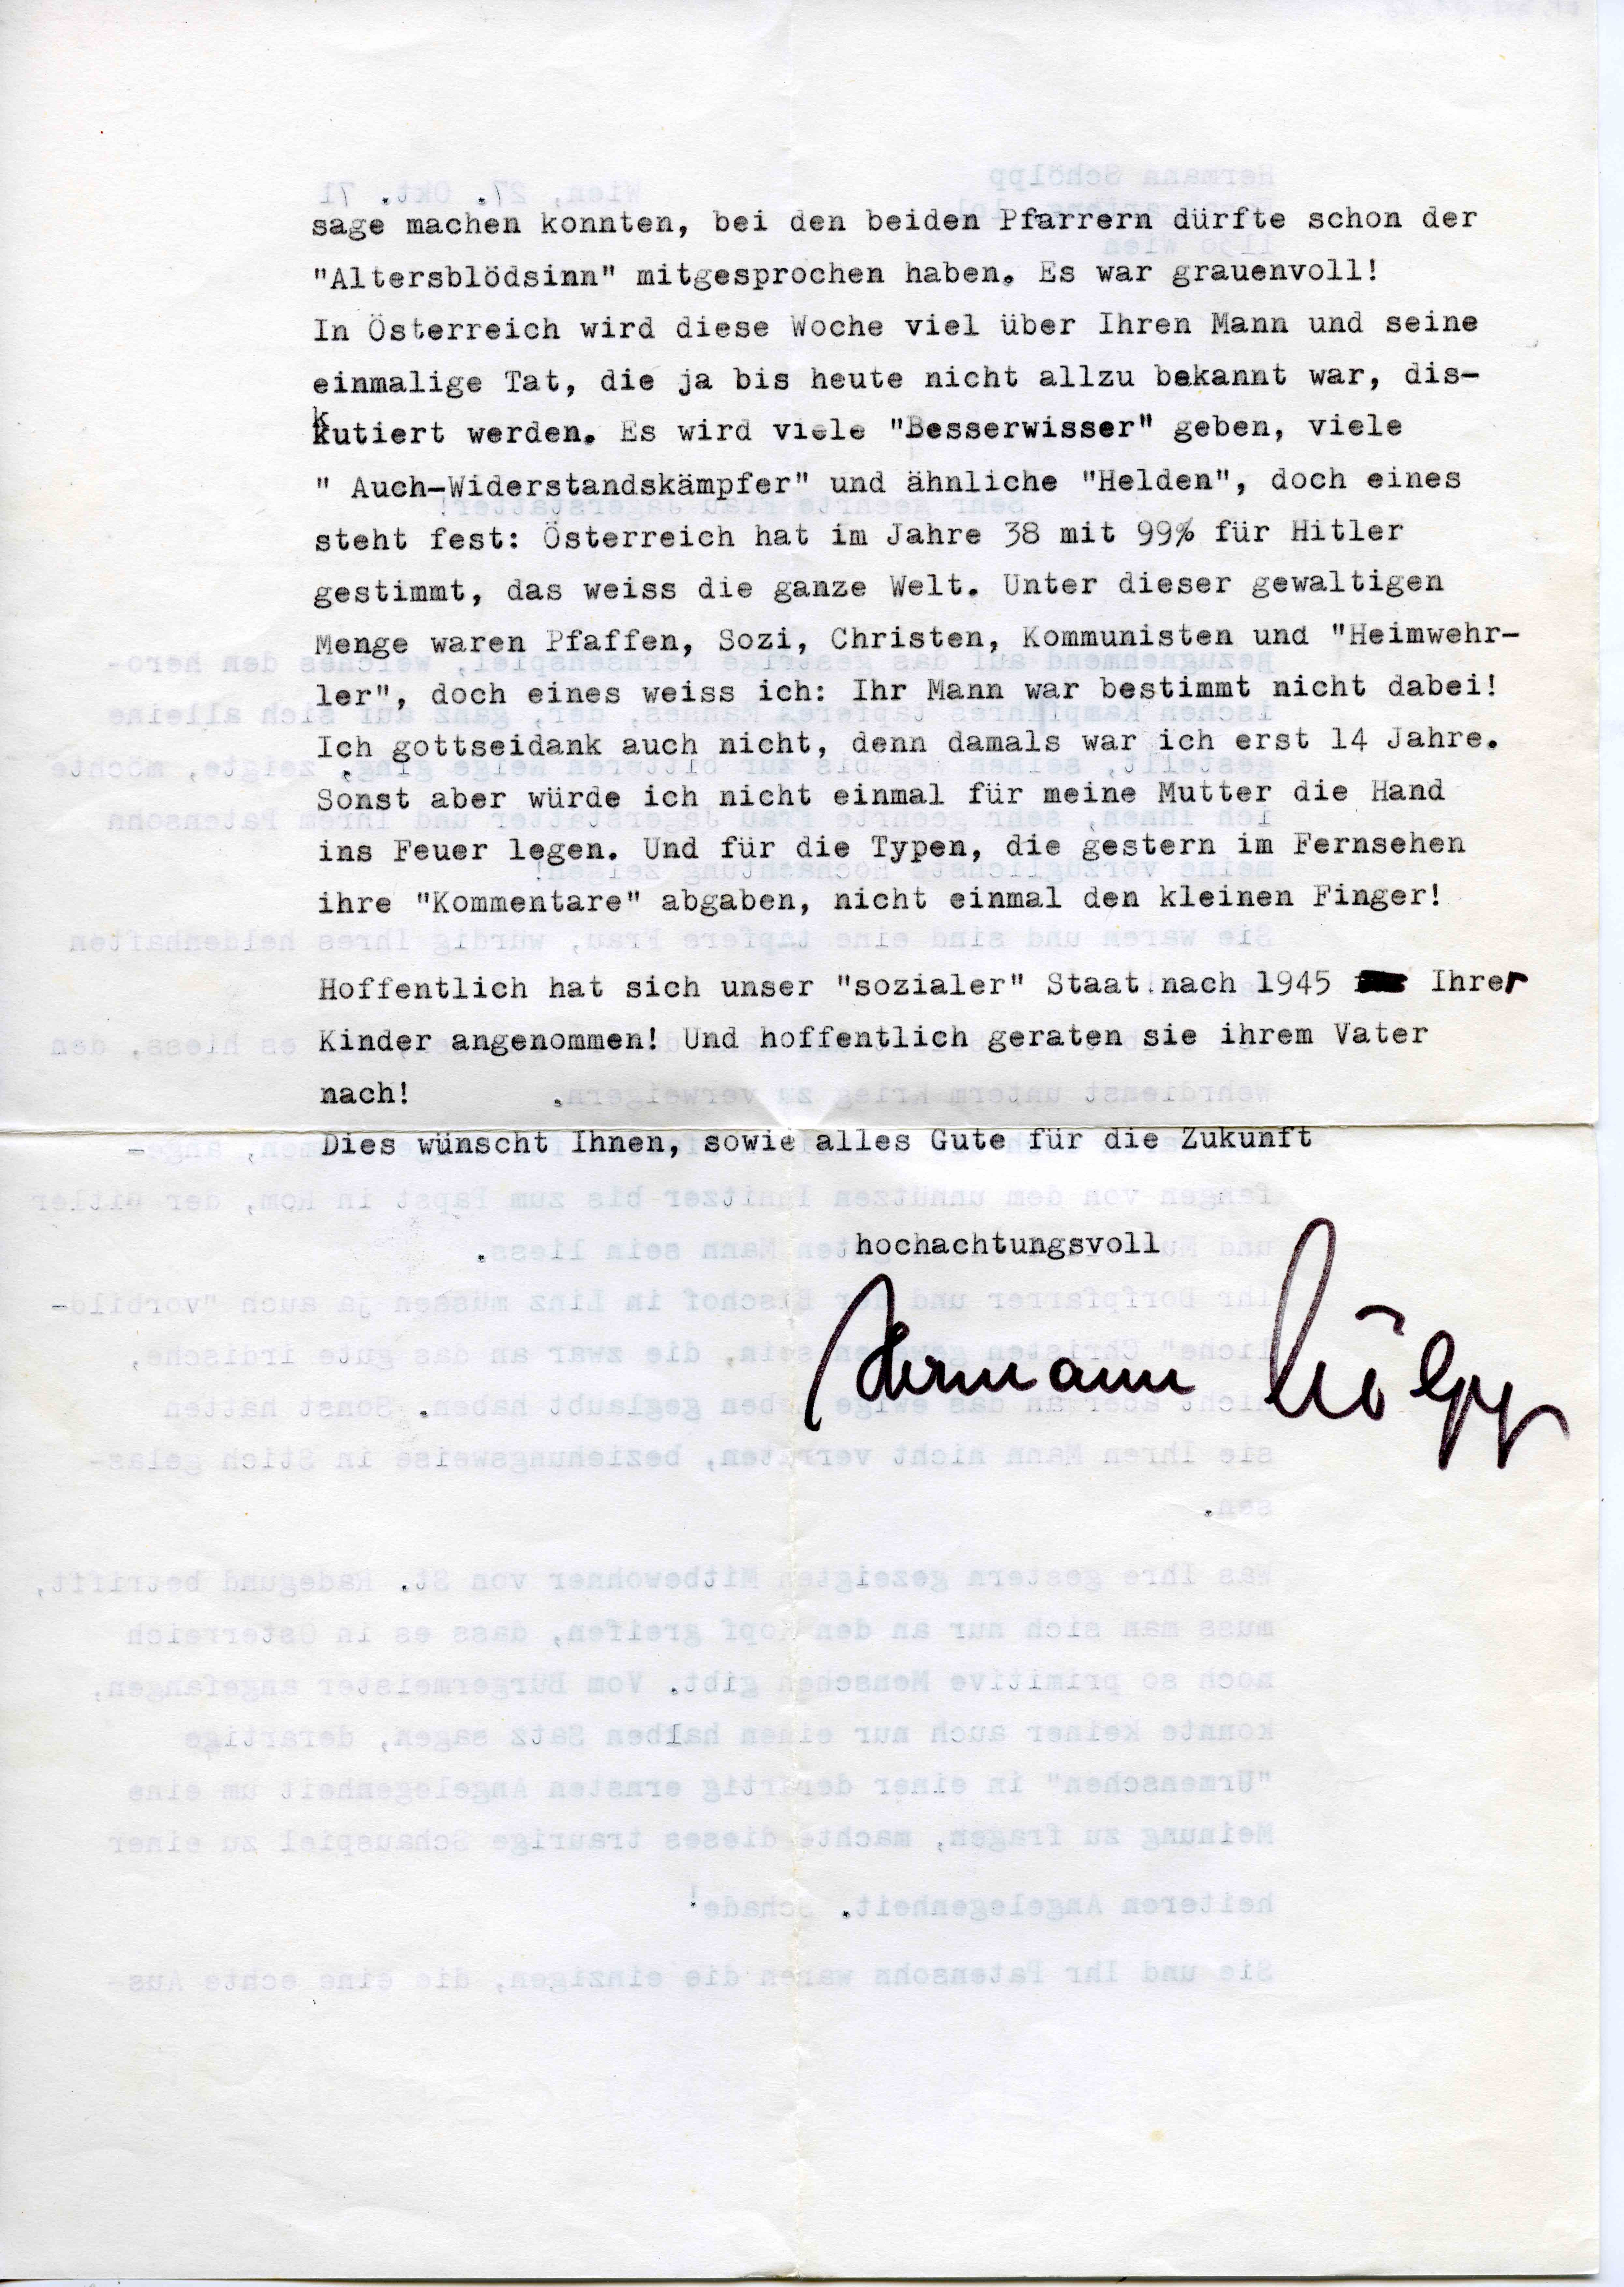 sage machen konnten, bei den beiden Pfarrern dürfte schon der
"Altersblödsinn" mitgesprochen haben. Es war grauenvoll!
In Österreich wird diese Woche viel über Ihren Mann und seine
einmalige Tat, die ja bis heute nicht allzu bekannt war, dis-
kutiert werden. Es wird viele "Besserwisser" geben, viele
" Auch-Widerstandskämpfer" und ähnliche "Helden", doch eines
steht fest: Österreich hat im Jahre 38 mit 99% für Hitler
gestimmt, das weiss die ganze Welt. Unter dieser gewaltigen
Menge waren Pfaffen, Sozi, Christen, Kommunisten und "Heimwehr-
ler", doch eines weiss ich: Ihr Mann war bestimmt nicht dabei!
Ich gottseidank auch nicht, denn damals war ich erst 14 Jahre.
Sonst aber würde ich nicht einmal für meine Mutter die Hand
ins Feuer legen. Und für die Typen, die gestern im Fernsehen
ihre "Kommentare" abgaben, nicht einmal den kleinen Finger!
Hoffentlich hat sich unser "sozialer" Staat nach 1945 Ihrer
Kinder angenommen! Und hoffentlich geraten sie ihrem Vater
nach!
Dies wünscht Ihnen, sowie alles Gute für die Zukunft
hochachtungsvoll
Hermann Schölpp